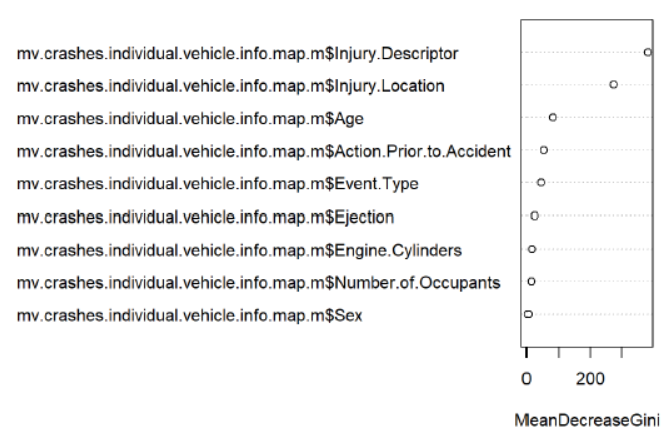 mv.crashes.individual.vehicle.info.map.m$Injury.Descriptor
mv.crashes.individual.vehicle.info.map.m$Injury.Location
mv.crashes.individual.vehicle.info.map.m$Age
mv.crashes.individual.vehicle.info.map.m$Action.Prior.to.Accident
mv.crashes.individual.vehicle.info.map.m$Event.Type
mv.crashes.individual.vehicle.info.map.m$Ejection
mv.crashes.individual.vehicle.info.map.m$Engine.Cylinders
mv.crashes.individual.vehicle.info.map.m$Number.of.Occupants
mv.crashes.individual.vehicle.info.map.m$Sex
0 200
MeanDecreaseGini